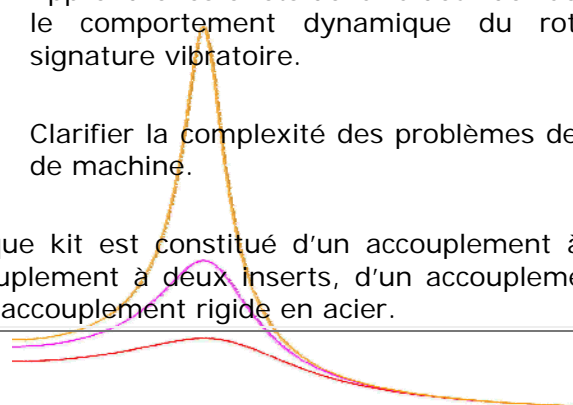 le comportement dynamique du rot
signature vibratoire.
Clarifier la complexité des problèmes de
de machine.
que kit est constitué d'un accouplement à
uplement à deux inserts, d'un accoupleme
accouplement rigide en acier.